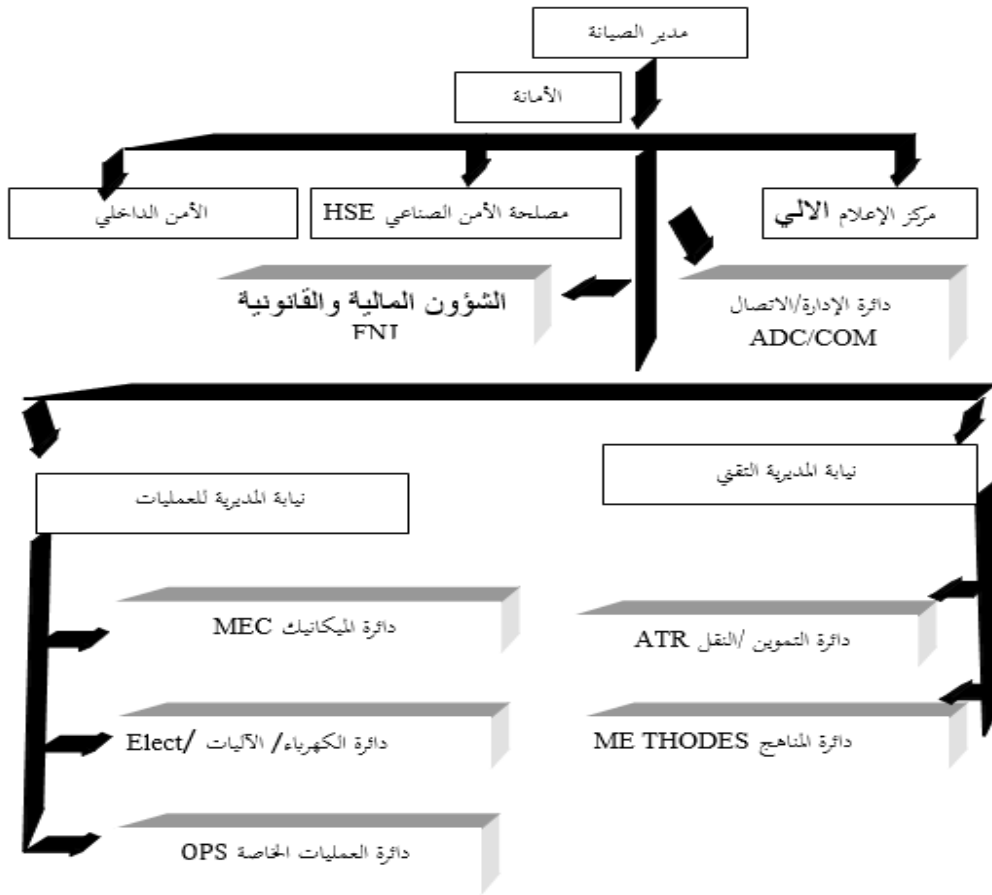 مدير الصيانة
الأمانة
مركز الإعلام الالي
مصلحة الأمن الصناعي HSE
الأمن الداخلي
دائرة الإدارة/الاتصال
ADC/COM
الشؤون المالية والقانونية
FNJ
نيابة المديرية التقني
نيابة المديرية للعمليات
دائرة التموين /النقل ATR
دائرة الميكانيك MEC
دائرة المناهج ME THODES
دائرة الكهرباء/ الآليات /Elect
دائرة العمليات الخاصة OPS